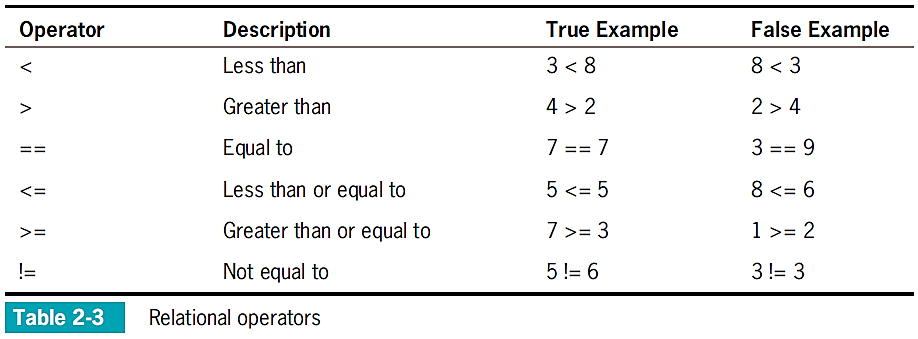 Operator Description True Example False Example
< Less than 3 < 8 8 < 3
> Greater than 4 > 2 2 > 4
== Equal to 7 == 7 3 == 9
<= Less than or equal to 5 <= 5 8 <= 6
>= Greater than or equal to 7 >= 3 1 >= 2
!= Not equal to 5 != 6 3 != 3
Table 2-3 Relational operators